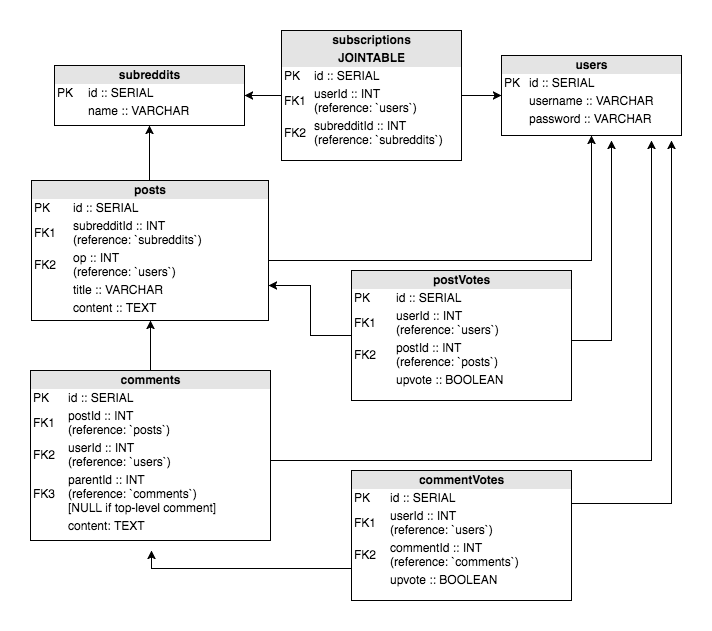 subscriptions
JOINTABLE
PK id :: SERIAL
FK1 userId :: INT
(reference: `users`)
FK2 subredditId :: INT
(reference: `subreddits`)
subreddits
PK id :: SERIAL
name :: VARCHAR
users
PK id :: SERIAL
username :: VARCHAR
password :: VARCHAR
posts
PK id :: SERIAL
FK1 subredditId :: INT
(reference: `subreddits`)
FK2 op :: INT
(reference: `users`)
title :: VARCHAR
content :: TEXT
postVotes
PK id :: SERIAL
FK1 userId :: INT
(reference: `users`)
FK2 postId :: INT
(reference: `posts`)
upvote :: BOOLEAN
comments
PK id :: SERIAL
FK1 postId :: INT
(reference: `posts`)
FK2 userId :: INT
(reference: `users`)
FK3 parentId :: INT
(reference: `comments`)
[NULL if top-level comment]
content: TEXT
commentVotes
PK id :: SERIAL
FK1 userId :: INT
(reference: `users`)
FK2 commentId :: INT
(reference: `comments`)
upvote :: BOOLEAN